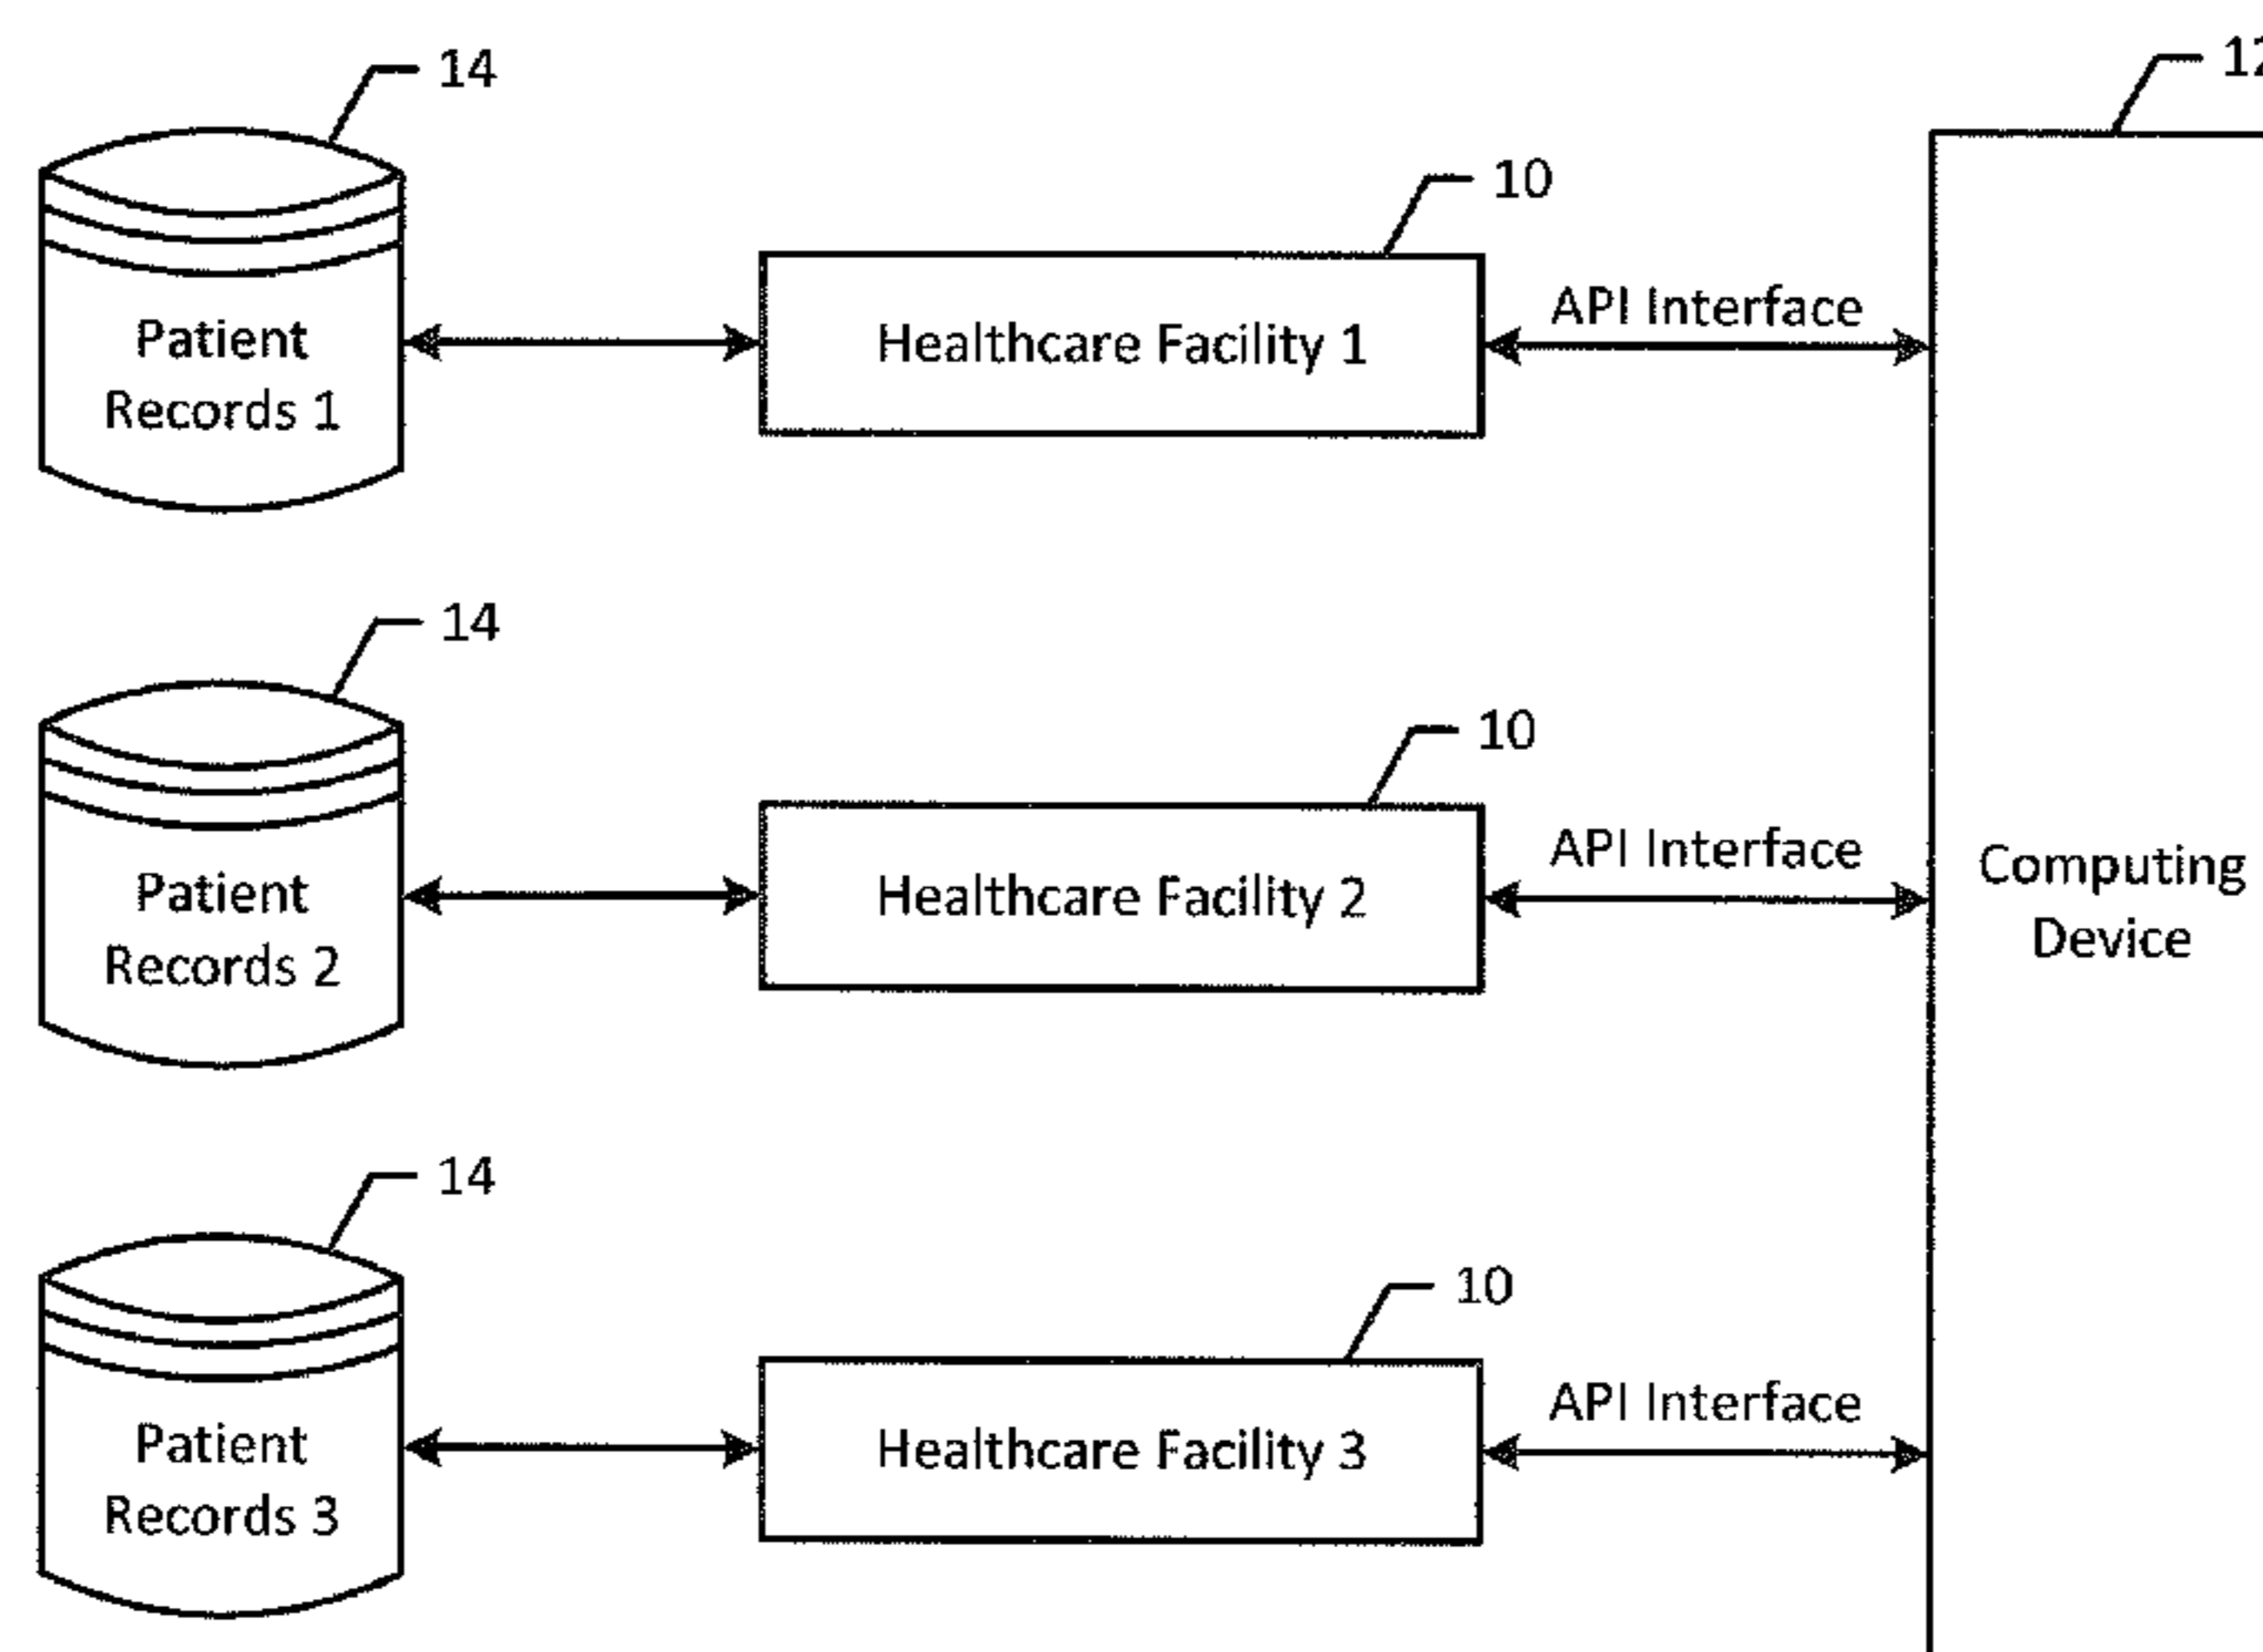 14
12
10
API Interface
Patient
Records 1
Healthcare Facility 1
14
10
API Interface
Patient
Records 2
Healthcare Facility 2
Computing
Device
14
10
API Interface
Patient
Records 3
Healthcare Facility 3